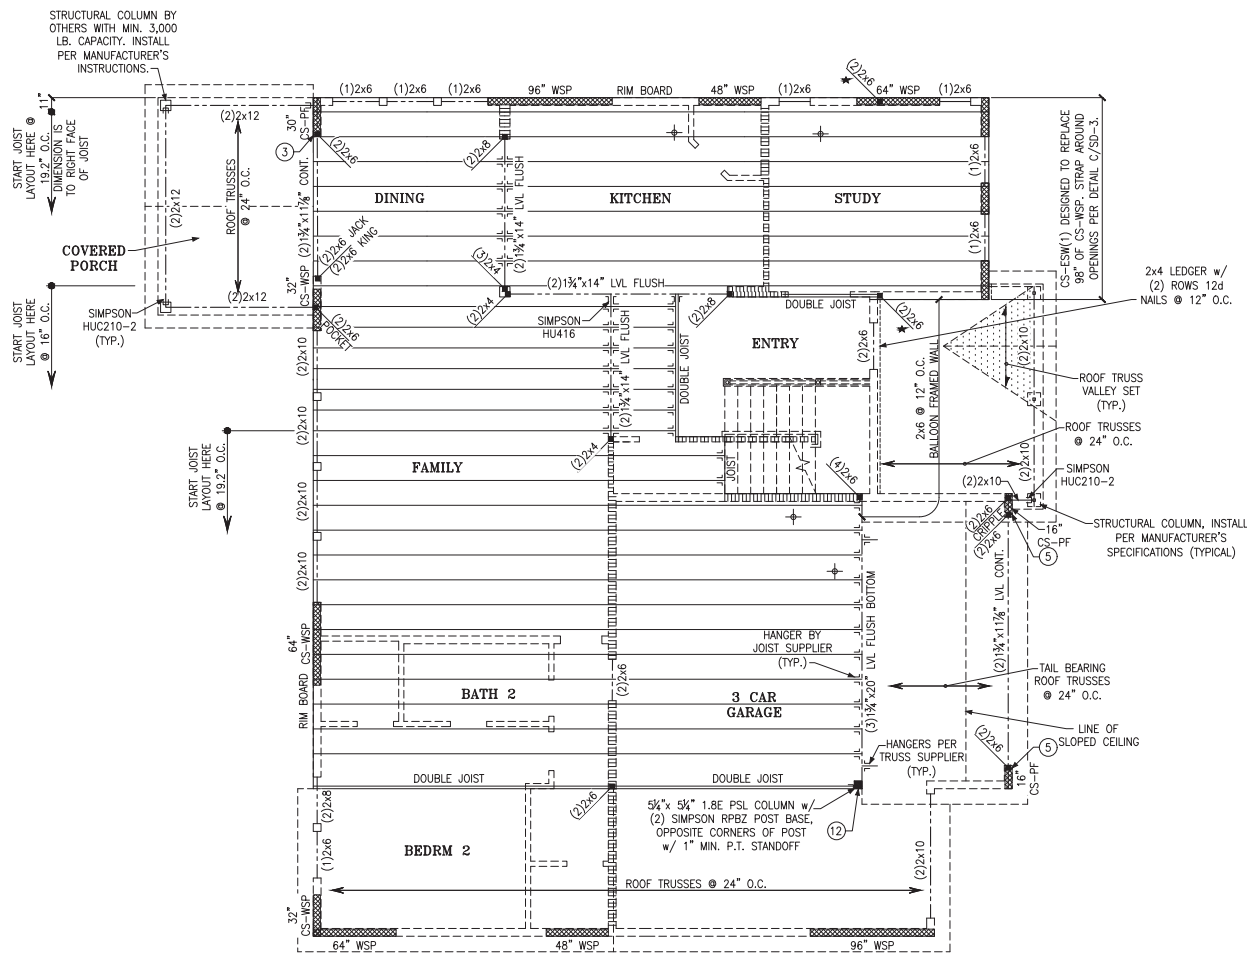 STRUCTURAL COLUMN BY
OTHERS WITH MIN. 3,000
LB. CAPACITY. INSTALL
PER MANUFACTURER'S
INSTRUCTIONS.
11"
START JOIST
LAYOUT HERE @
19.2" O.C.
DIMENSION IS
TO RIGHT FACE
OF JOIST
(2)2x12
(2)2x12
ROOF TRUSSES
@ 24" O.C.
(2)2x12
COVERED
PORCH
SIMPSON
HUC210-2
(TYP.)
START JOIST
LAYOUT HERE
@ 16" O.C.
START JOIST
LAYOUT HERE
@ 19.2" O.C.
30"
CS-PF
3
(2)2x6
(2)1¾"x11⅞" CONT.
(2)2x6 JACK
(2)2x6 KING
32"
CS-WSP
(2)2x6
POCKET
(1)2x6
(1)2x6
(1)2x6
96" WSP
RIM BOARD
48" WSP
(1)2x6
(2)2x6
64" WSP
(2)2x8
(2)1¾"x14" LVL FLUSH
DINING
KITCHEN
STUDY
(1)2x6
(1)2x6
CS-ESW(1) DESIGNED TO REPLACE
98" OF CS-WSP. STRAP AROUND
OPENINGS PER DETAIL C/SD-3.
2x4 LEDGER w/
(2) ROWS 12d
NAILS @ 12" O.C.
(3)2x4
(2)2x4
(2)1¾"x14" LVL FLUSH
SIMPSON
HU416
(2)1¾"x14" LVL FLUSH
(2)2x8
DOUBLE JOIST
(2)2x6
DOUBLE JOIST
ENTRY
(2)2x6
2x6 @ 12" O.C.
BALLOON FRAMED WALL
(2)2x10
ROOF TRUSS
VALLEY SET
(TYP.)
ROOF TRUSSES
@ 24" O.C.
(2)2x10
(2)2x10
SIMPSON
HUC210-2
STRUCTURAL COLUMN, INSTALL
PER MANUFACTURER'S
SPECIFICATIONS (TYPICAL)
(2)2x10
(2)2x10
(2)2x10
(2)2x10
FAMILY
(2)2x4
JOIST
(4)2x6
(2)2x6
CRIPPLE
(2)2x6
16"
CS-PF
5
(2)1¾"x11⅞" LVL CONT.
64"
CS-WSP
RIM BOARD
(2)2x6
HANGER BY
JOIST SUPPLIER
(TYP.)
(3)1¾"x20" LVL FLUSH BOTTOM
TAIL BEARING
ROOF TRUSSES
@ 24" O.C.
BATH 2
3 CAR
GARAGE
LINE OF
SLOPED CEILING
HANGERS PER
TRUSS SUPPLIER
(TYP.)
(2)2x6
5
16"
CS-PF
DOUBLE JOIST
DOUBLE JOIST
(2)2x8
(2)2x6
5¼"x 5¼" 1.8E PSL COLUMN w/
(2) SIMPSON RPBZ POST BASE,
OPPOSITE CORNERS OF POST
w/ 1" MIN. P.T. STANDOFF
12
(1)2x6
BEDRM 2
(2)2x10
ROOF TRUSSES @ 24" O.C.
32"
CS-WSP
64" WSP
48" WSP
96" WSP